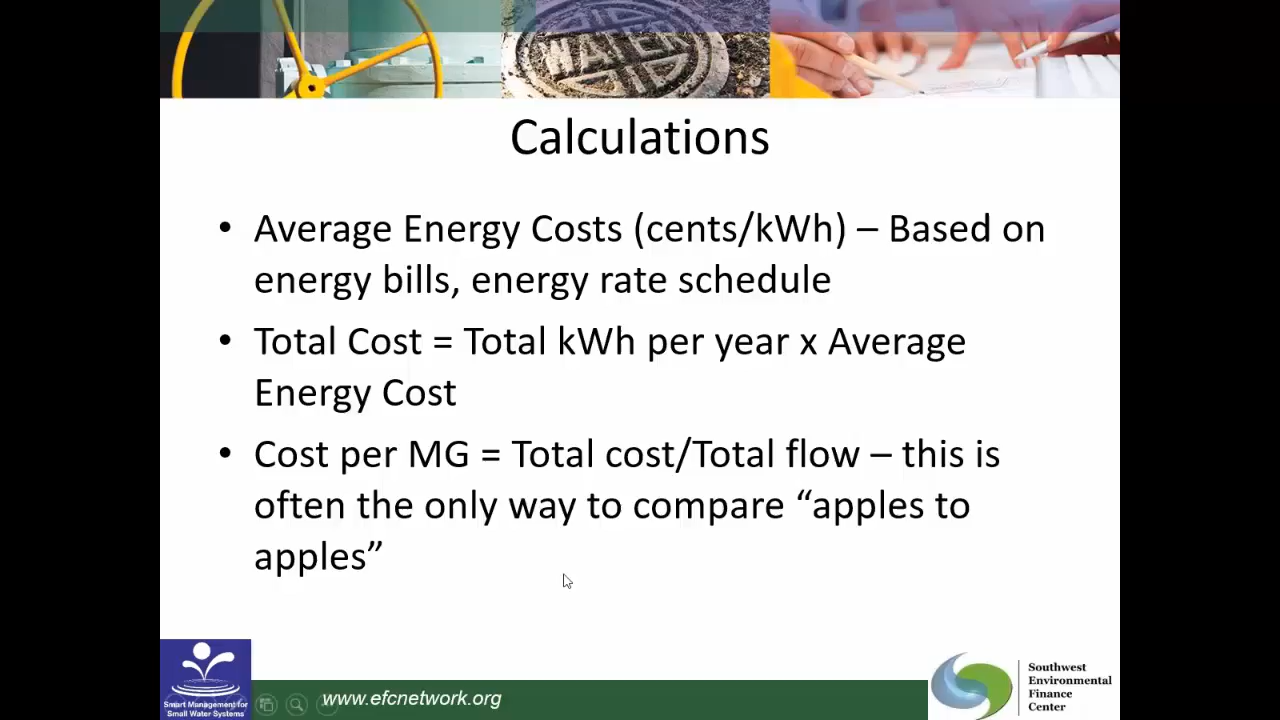 WATER
Calculations
• Average Energy Costs (cents/kWh) – Based on
energy bills, energy rate schedule
• Total Cost = Total kWh per year x Average
Energy Cost
• Cost per MG = Total cost/Total flow – this is
often the only way to compare “apples to
apples”
Smart Management for
Small Water Systems
www.efcnetwork.org
Southwest
Environmental
Finance
Center